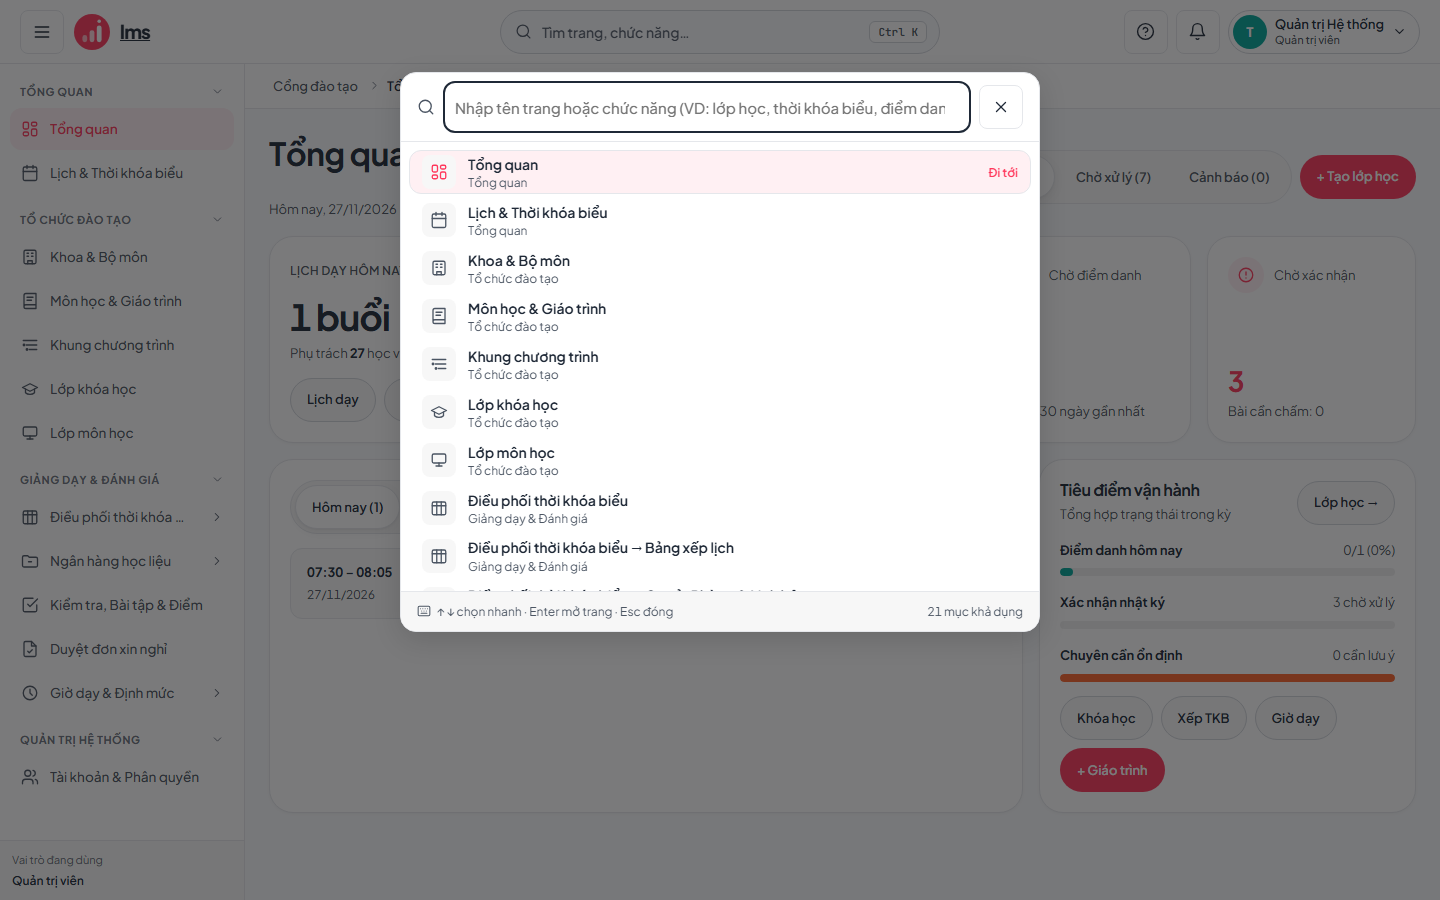 lms
Tìm trang, chức năng...
Ctrl K
T
Quản trị Hệ thống
Quản trị viên
TỔNG QUAN
Tổng quan
Lịch & Thời khóa biểu
TỔ CHỨC ĐÀO TẠO
Khoa & Bộ môn
Môn học & Giáo trình
Khung chương trình
Lớp khóa học
Lớp môn học
GIẢNG DẠY & ĐÁNH GIÁ
Điều phối thời khóa ...
Ngân hàng học liệu
Kiểm tra, Bài tập & Điểm
Duyệt đơn xin nghỉ
Giờ dạy & Định mức
QUẢN TRỊ HỆ THỐNG
Tài khoản & Phân quyền
Vai trò đang dùng
Quản trị viên
Cổng đào tạo
Tổng qua
Hôm nay, 27/11/2026
Chờ xử lý (7)
Cảnh báo (0)
+ Tạo lớp học
LỊCH DẠY HÔM NA
1 buổi
Phụ trách 27 học v
Lịch dạy
Chờ điểm danh
30 ngày gần nhất
Chờ xác nhận
3
Bài cần chấm: 0
Hôm nay (1)
07:30 – 08:05
27/11/2026
Tiêu điểm vận hành
Tổng hợp trạng thái trong kỳ
Lớp học →
Điểm danh hôm nay
0/1 (0%)
Xác nhận nhật ký
3 chờ xử lý
Chuyên cần ổn định
0 cần lưu ý
Khóa học
Xếp TKB
Giờ dạy
+ Giáo trình
Nhập tên trang hoặc chức năng (VD: lớp học, thời khóa biểu, điểm dan
Tổng quan
Tổng quan
Đi tới
Lịch & Thời khóa biểu
Tổng quan
Khoa & Bộ môn
Tổ chức đào tạo
Môn học & Giáo trình
Tổ chức đào tạo
Khung chương trình
Tổ chức đào tạo
Lớp khóa học
Tổ chức đào tạo
Lớp môn học
Tổ chức đào tạo
Điều phối thời khóa biểu
Giảng dạy & Đánh giá
Điều phối thời khóa biểu → Bảng xếp lịch
Giảng dạy & Đánh giá
↑ ↓ chọn nhanh · Enter mở trang · Esc đóng
21 mục khả dụng